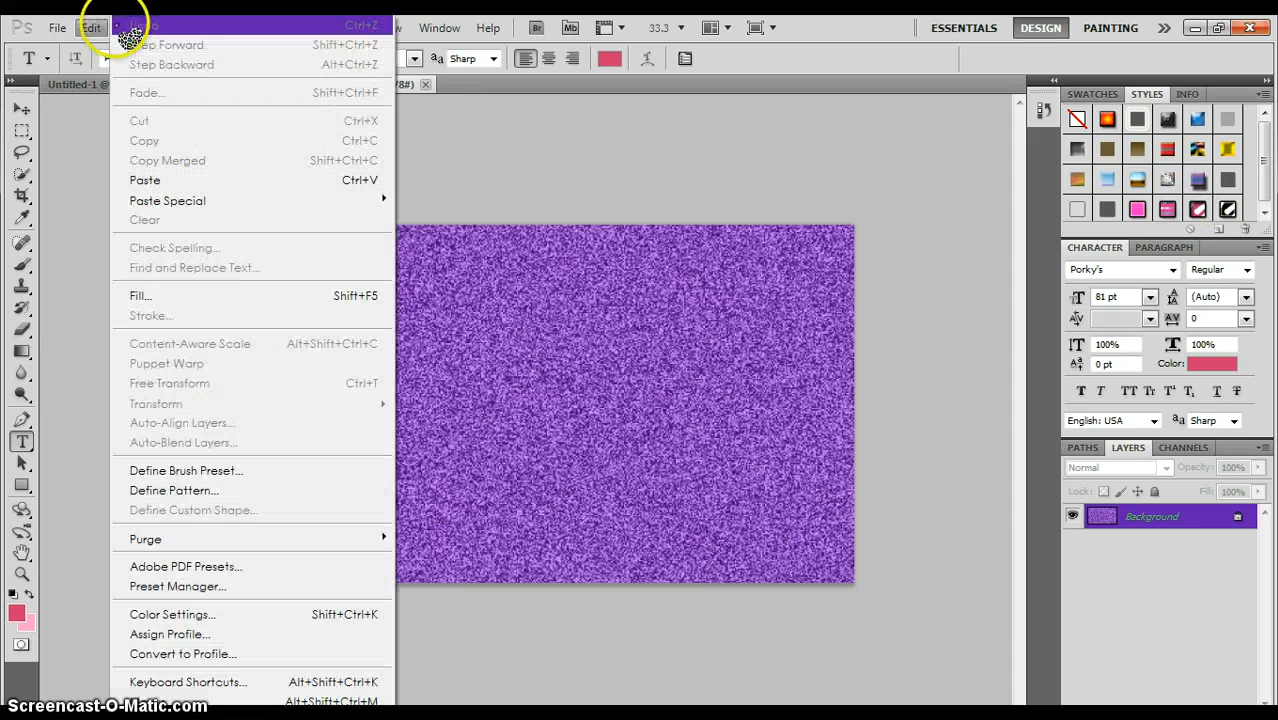 Ps File Edit w Window Help Br Mb 33.3 ESSENTIALS DESIGN PAINTING
T T Sharp
Untitled-1 @ /8#)
Undo Ctrl+Z
Step Forward Shift+Ctrl+Z
Step Backward Alt+Ctrl+Z
Fade... Shift+Ctrl+F
Cut Ctrl+X
Copy Ctrl+C
Copy Merged Shift+Ctrl+C
Paste Ctrl+V
Paste Special
Clear
Check Spelling...
Find and Replace Text...
Fill... Shift+F5
Stroke...
Content-Aware Scale Alt+Shift+Ctrl+C
Puppet Warp
Free Transform Ctrl+T
Transform
Auto-Align Layers...
Auto-Blend Layers...
Define Brush Preset...
Define Pattern...
Define Custom Shape...
Purge
Adobe PDF Presets...
Preset Manager...
Color Settings... Shift+Ctrl+K
Assign Profile...
Convert to Profile...
Keyboard Shortcuts... Alt+Shift+Ctrl+K
Alt+Shift+Ctrl+M
SWATCHES STYLES INFO
CHARACTER PARAGRAPH
Porky's Regular
81 pt (Auto)
0
100% 100%
0 pt Color:
English: USA Sharp
PATHS LAYERS CHANNELS
Normal Opacity: 100%
Lock: Fill: 100%
Background
Screencast-O-Matic.com